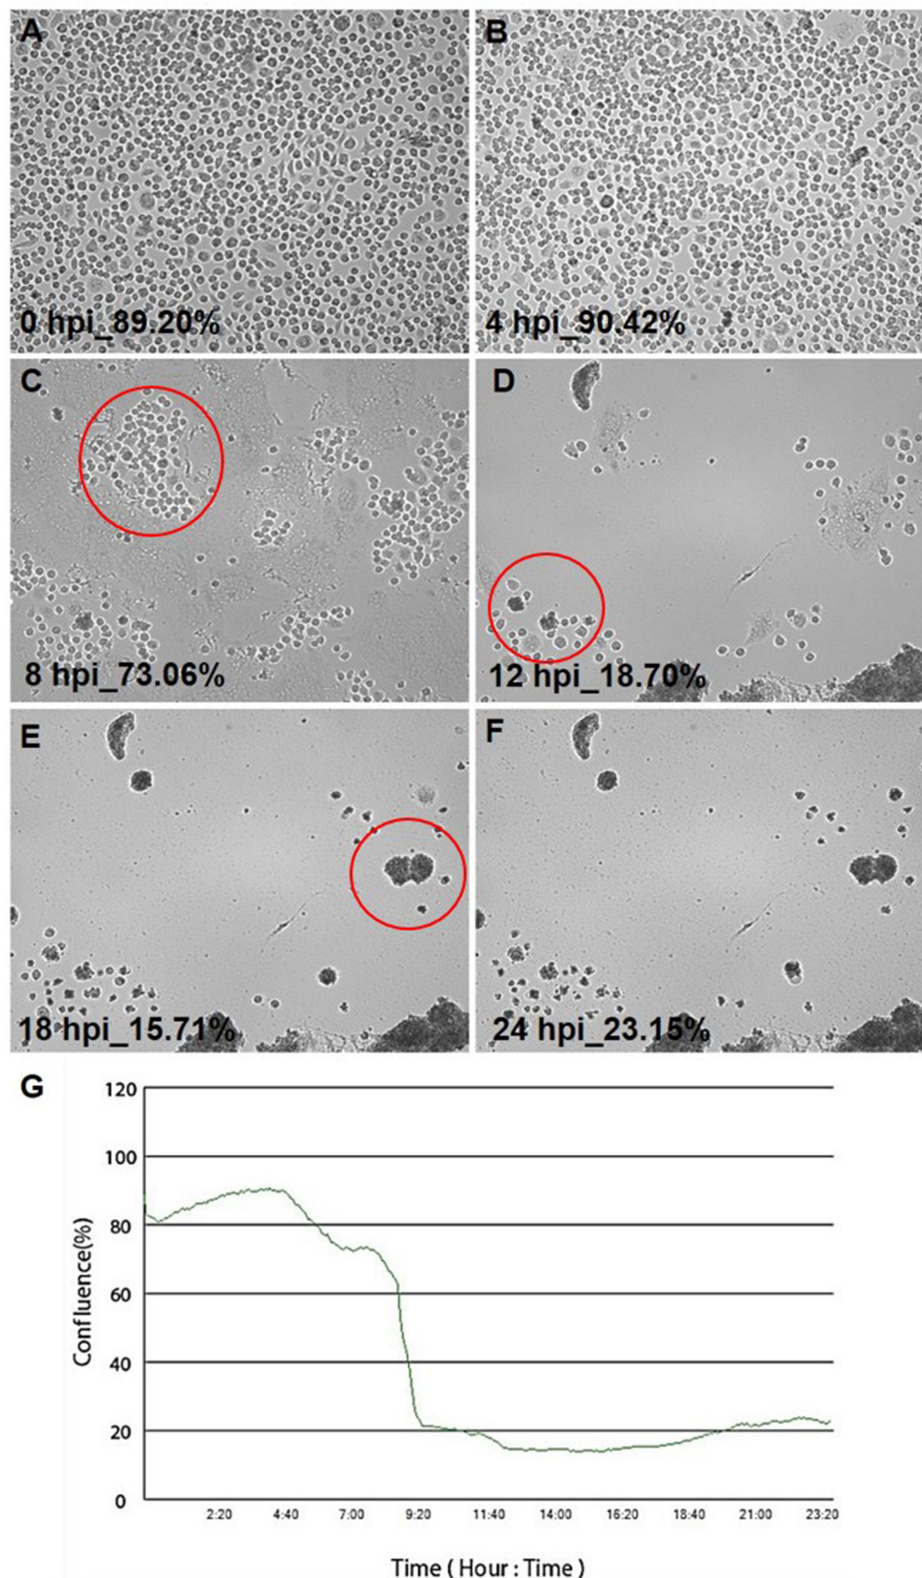 A
B
0 hpi_89.20%
4 hpi_90.42%
C
D
8 hpi_73.06%
12 hpi_18.70%
E
F
18 hpi_15.71%
24 hpi_23.15%
G
120
100
80
60
40
20
0
Confluence(%)
2:20 4:40 7:00 9:20 11:40 14:00 16:20 18:40 21:00 23:20
Time ( Hour : Time )